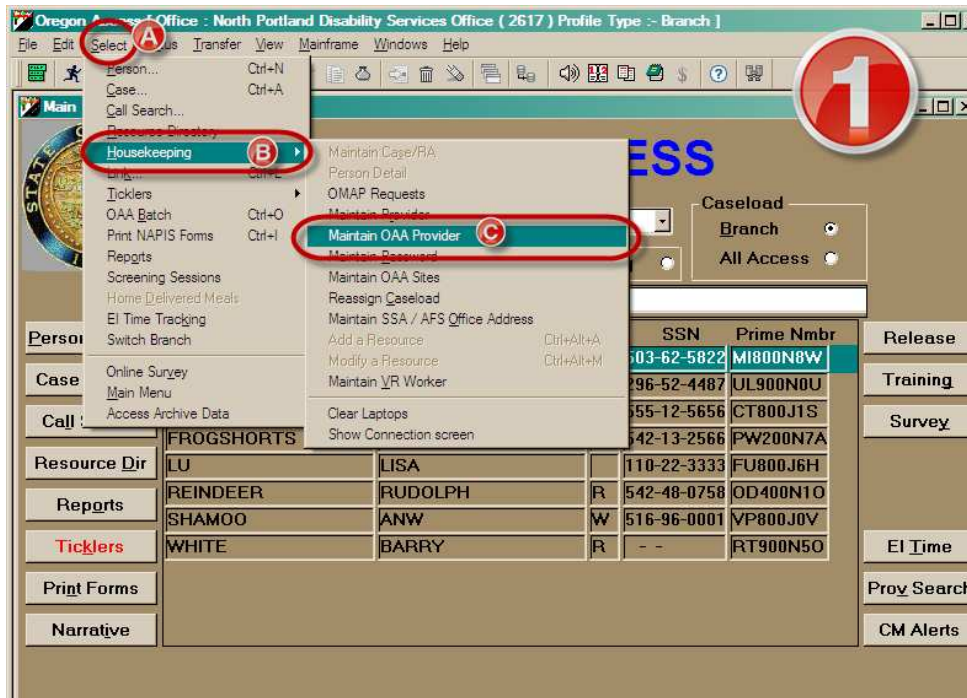 Oregon Access [ Office : North Portland Disability Services Office ( 2617 ) Profile Type :- Branch ]
File Edit Select Transfer View Mainframe Windows Help
A
1
Person... Ctrl+N
Case... Ctrl+A
Call Search...
Resource Directory
Housekeeping B
Link... Ctrl+L
Ticklers
OAA Batch Ctrl+O
Print NAPIS Forms Ctrl+I
Reports
Screening Sessions
Home Delivered Meals
EI Time Tracking
Switch Branch
Online Survey
Main Menu
Access Archive Data
Maintain Case/RA
Person Detail
OMAP Requests
Maintain Provider
Maintain OAA Provider C
Maintain Password
Maintain OAA Sites
Reassign Caseload
Maintain SSA / AFS Office Address
Add a Resource Ctrl+Alt+A
Modify a Resource Ctrl+Alt+M
Maintain VR Worker
Clear Laptops
Show Connection screen
Main
STATE
ESS
Caseload
Branch
All Access
SSN Prime Nmbr
503-62-5822 MI800N8W
296-52-4487 UL900N0U
555-12-5656 CT800J1S
FROGSHORTS 542-13-2566 PW200N7A
LU LISA 110-22-3333 FU800J6H
REINDEER RUDOLPH R 542-48-0758 OD400N1O
SHAMOO ANW W 516-96-0001 VP800J0V
WHITE BARRY R - - RT900N5O
Case
Call
Resource Dir
Reports
Ticklers
Print Forms
Narrative
Release
Training
Survey
EI Time
Prov Search
CM Alerts